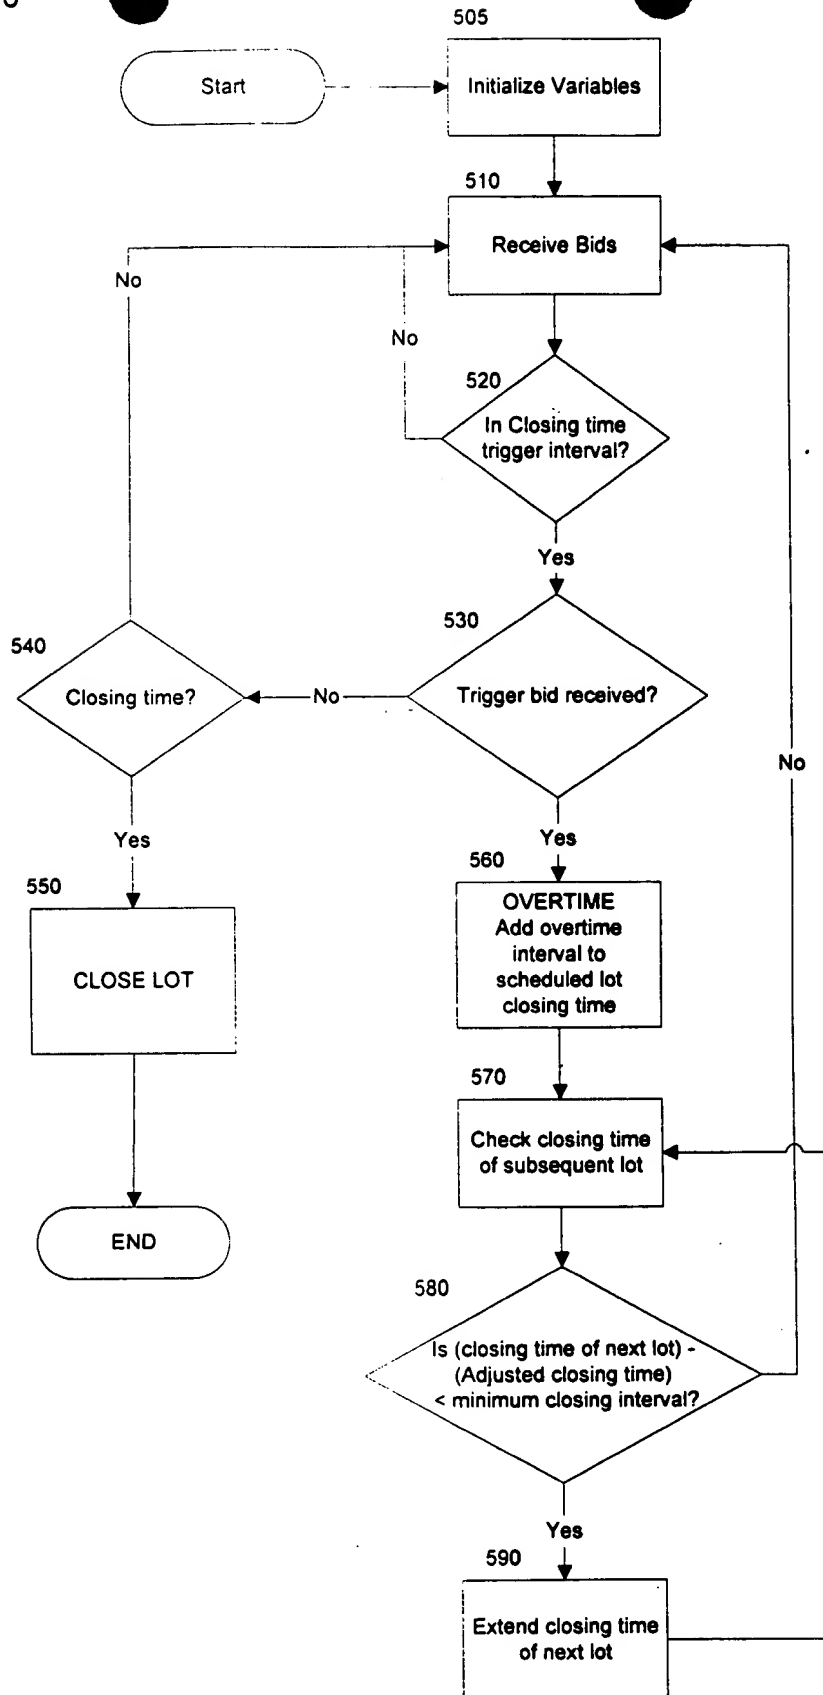 505
Start
Initialize Variables
510
Receive Bids
No
No
520
In Closing time
trigger interval?
Yes
530
540
Closing time?
No
Trigger bid received?
No
Yes
Yes
560
550
OVERTIME
Add overtime
interval to
scheduled lot
closing time
CLOSE LOT
570
Check closing time
of subsequent lot
END
580
Is (closing time of next lot) -
(Adjusted closing time)
< minimum closing interval?
Yes
590
Extend closing time
of next lot